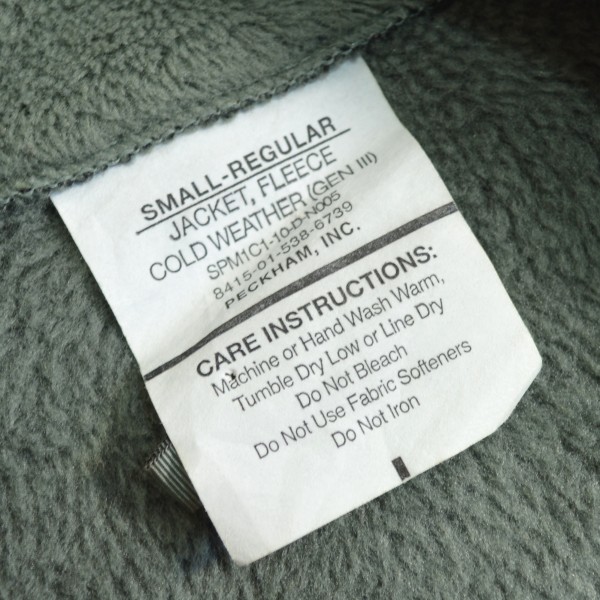 SMALL-REGULAR
JACKET, FLEECE
COLD WEATHER (GEN III)
SPM1C1-10-D-N005
8415-01-538-6739
PECKHAM, INC.
CARE INSTRUCTIONS:
Machine or Hand Wash Warm,
Tumble Dry Low or Line Dry
Do Not Bleach
Do Not Use Fabric Softeners
Do Not Iron